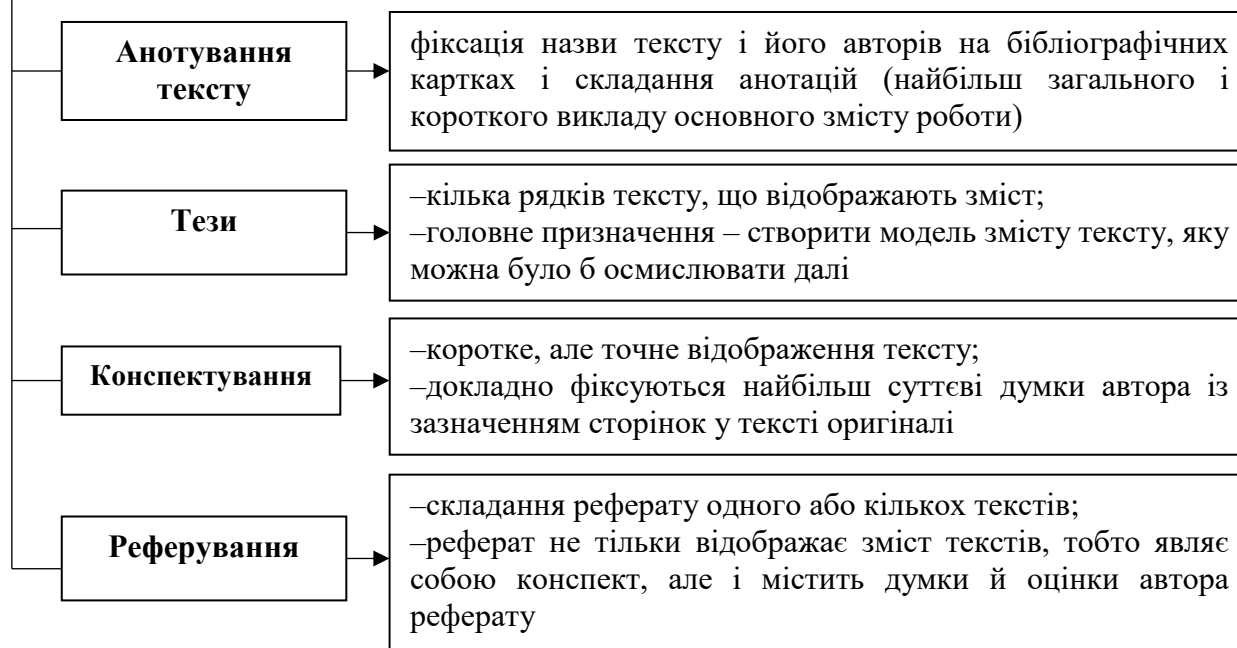 Анотування
тексту
фіксація назви тексту і його авторів на бібліографічних
картках і складання анотацій (найбільш загального і
короткого викладу основного змісту роботи)
Тези
–кілька рядків тексту, що відображають зміст;
–головне призначення – створити модель змісту тексту, яку
можна було б осмислювати далі
Конспектування
–коротке, але точне відображення тексту;
–докладно фіксуються найбільш суттєві думки автора із
зазначенням сторінок у тексті оригіналі
Реферування
–складання реферату одного або кількох текстів;
–реферат не тільки відображає зміст текстів, тобто являє
собою конспект, але і містить думки й оцінки автора
реферату